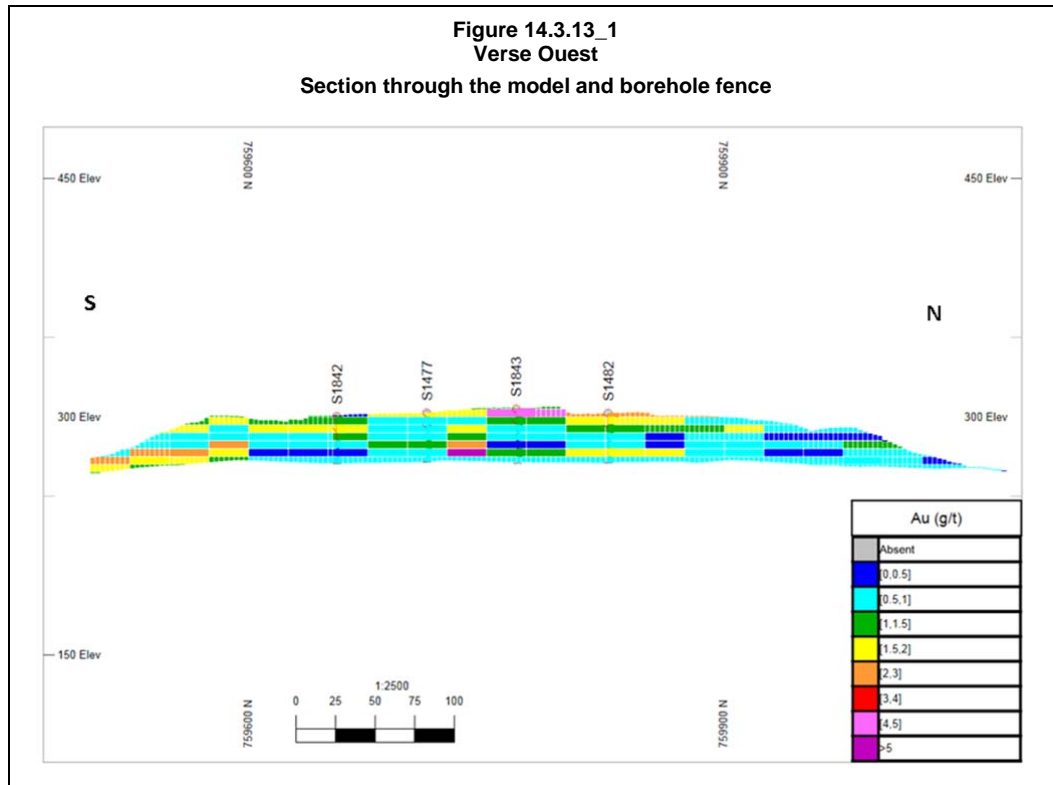 Figure 14.3.13_1
Verse Ouest
Section through the model and borehole fence
759600 N
759900 N
450 Elev
450 Elev
S
N
S1842
S1477
S1843
S1482
300 Elev
300 Elev
150 Elev
1:2500
0 25 50 75 100
759600 N
759900 N
Au (g/t)
Absent
[0,0.5]
[0.5,1]
[1,1.5]
[1.5,2]
[2,3]
[3,4]
[4,5]
>5